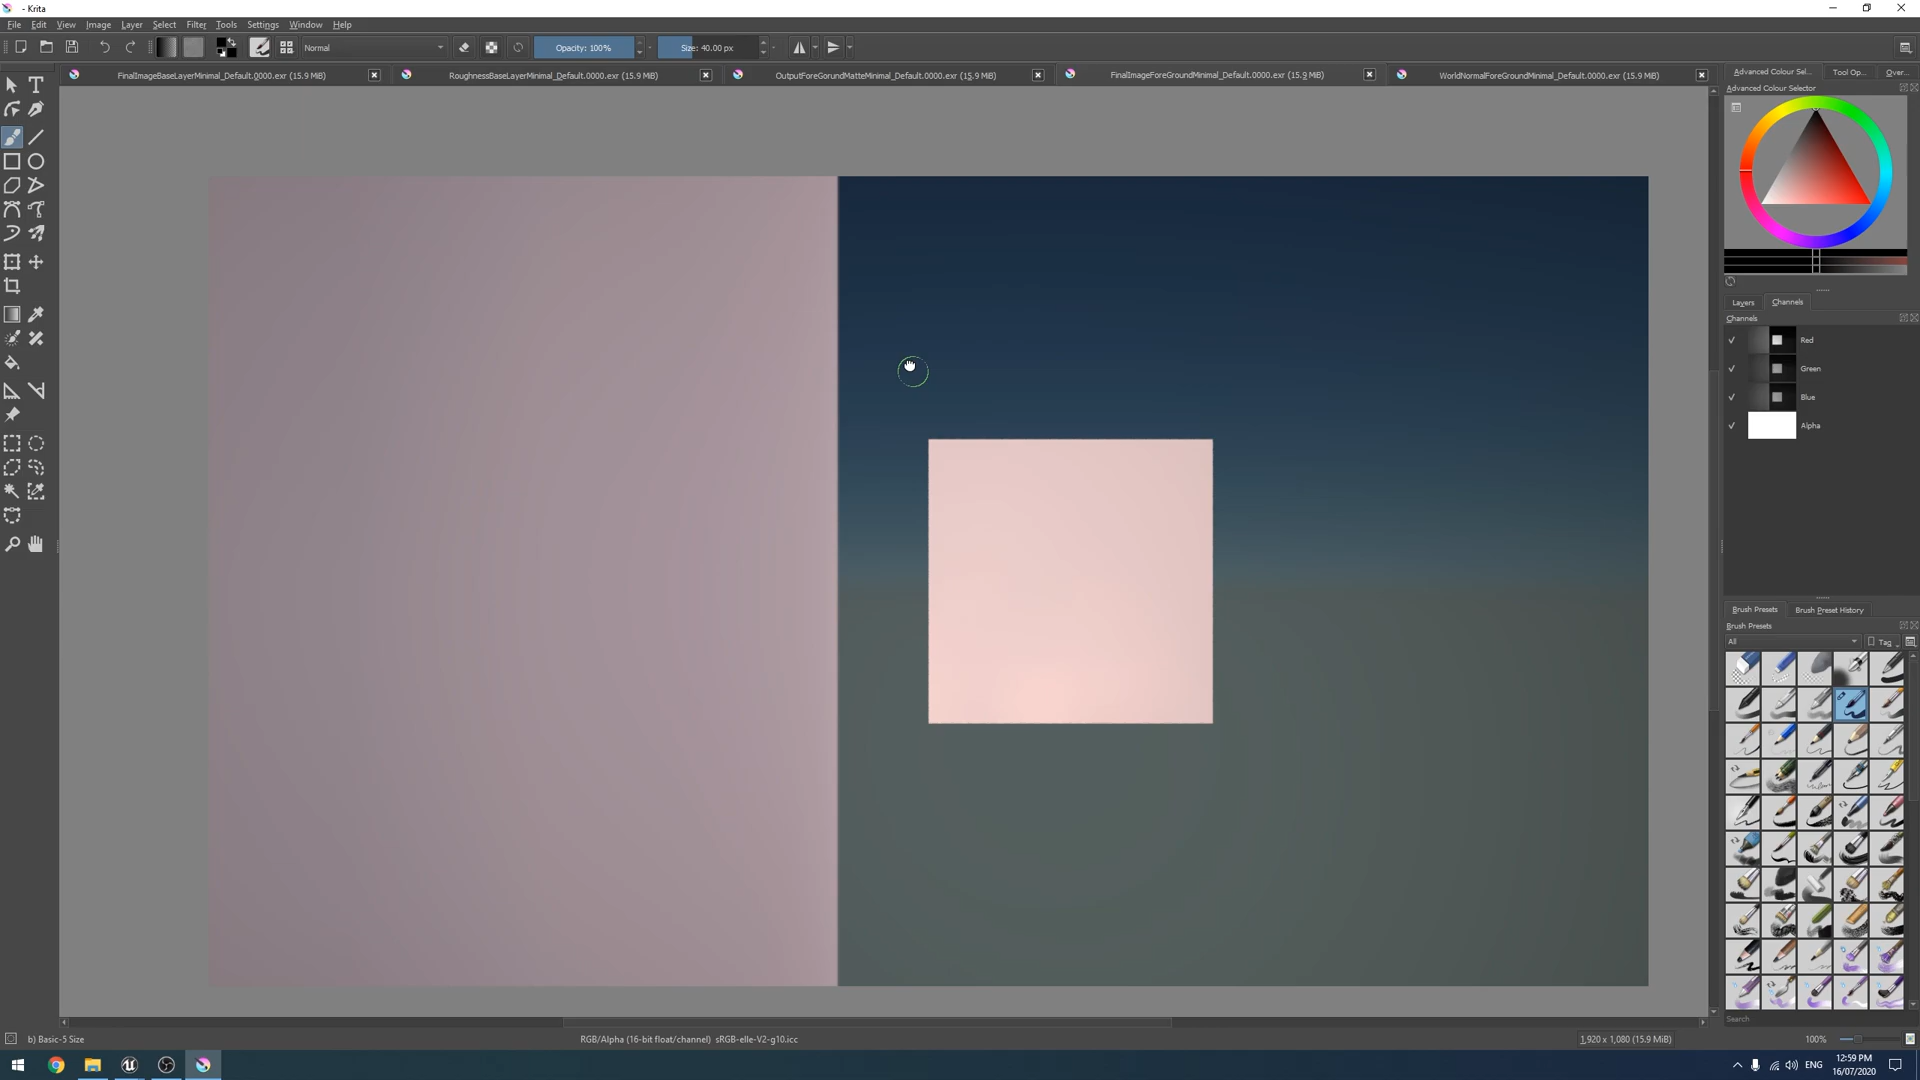 - Krita
File Edit View Image Layer Select Filter Tools Settings Window Help
Normal
Opacity: 100%
Size: 40.00 px
FinalImageBaseLayerMinimal_Default.0000.exr (15.9 MiB)
RoughnessBaseLayerMinimal_Default.0000.exr (15.9 MiB)
OutputForeGorundMatteMinimal_Default.0000.exr (15.9 MiB)
FinalImageForeGroundMinimal_Default.0000.exr (15.9 MiB)
WorldNormalForeGroundMinimal_Default.0000.exr (15.9 MiB)
Advanced Colour Sel...
Tool Op...
Over...
Advanced Colour Selector
Layers
Channels
Channels
Red
Green
Blue
Alpha
Brush Presets
Brush Preset History
Brush Presets
All
Tag
Search
b) Basic-5 Size
RGB/Alpha (16-bit float/channel) sRGB-elle-V2-g10.icc
1,920 x 1,080 (15.9 MiB)
100%
ENG
12:59 PM
16/07/2020